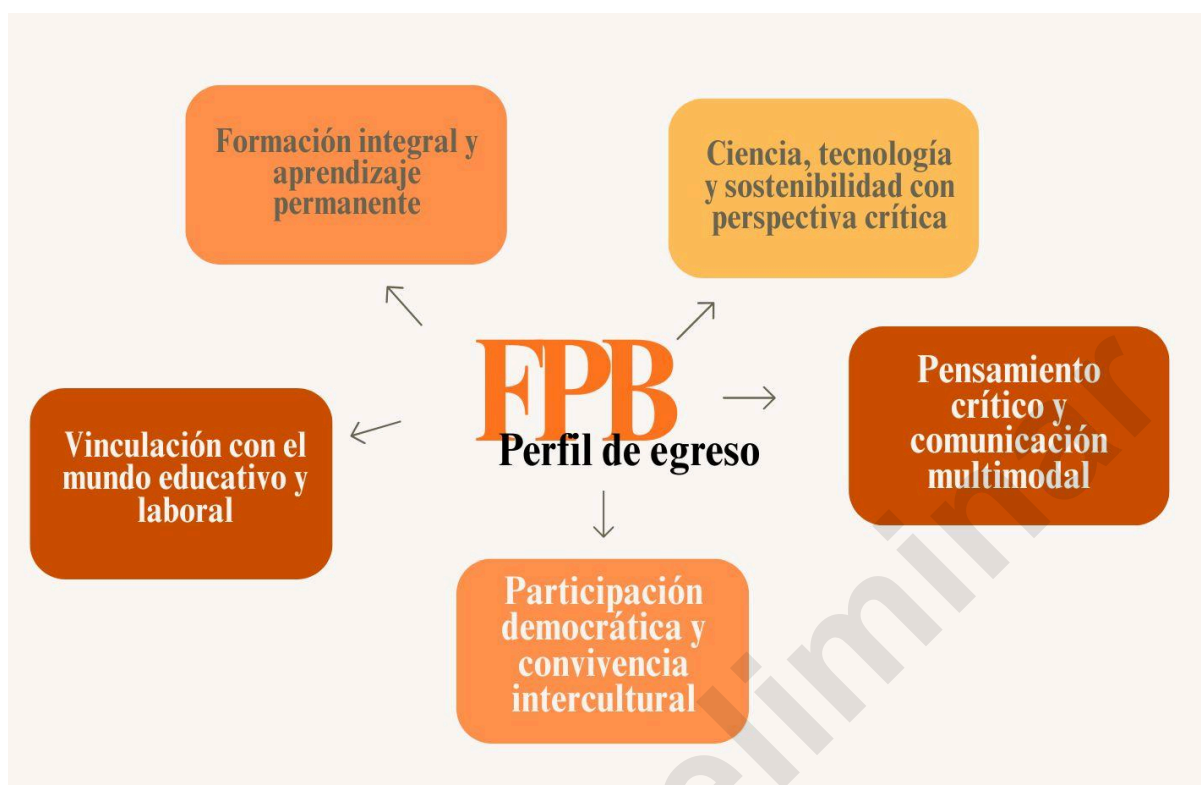 Formación integral y
aprendizaje
permanente
Ciencia, tecnología
y sostenibilidad con
perspectiva crítica
FPB
Perfil de egreso
Pensamiento
crítico y
comunicación
multimodal
Vinculación con el
mundo educativo y
laboral
Participación
democrática y
convivencia
intercultural
eliminar